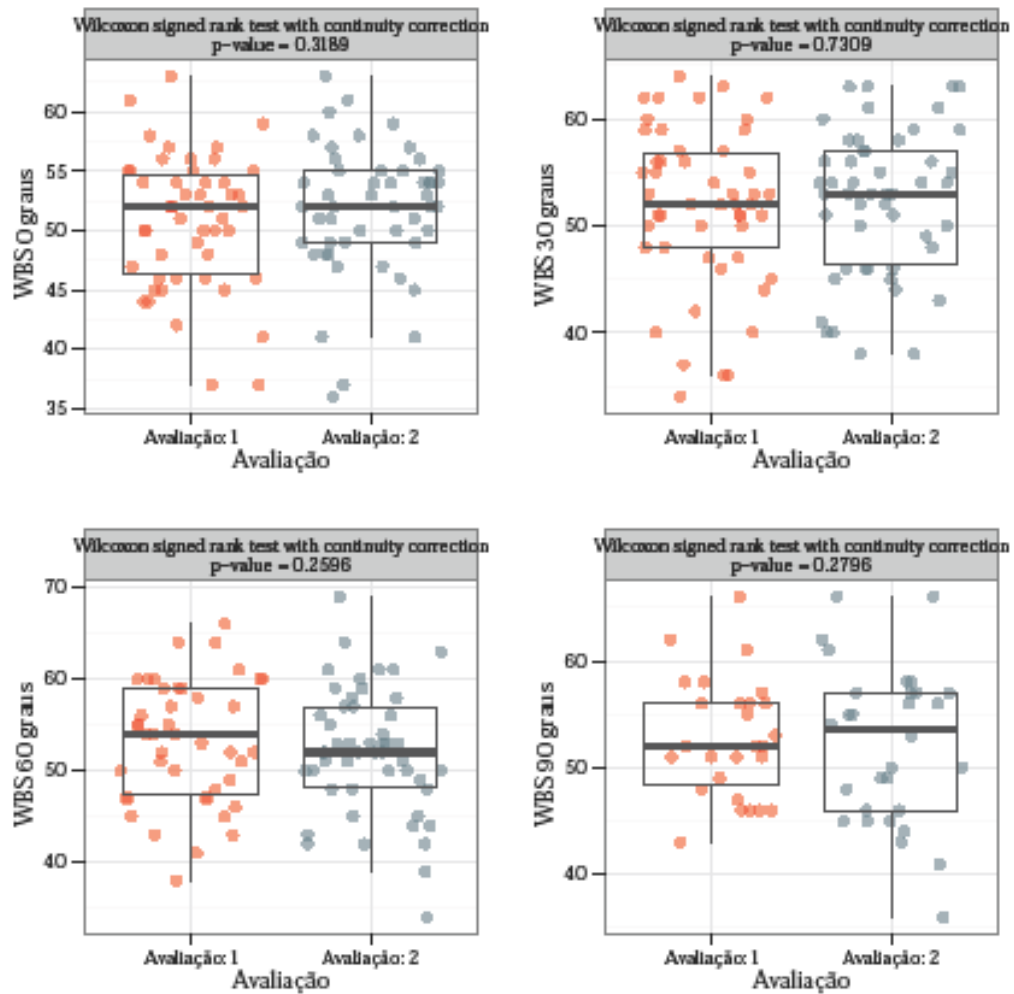 Wilcoxon signed rank test with continuity correction
p-value = 0.3189
WBS 0 graus
60
55
50
45
40
35
Avaliação: 1
Avaliação: 2
Avaliação
Wilcoxon signed rank test with continuity correction
p-value = 0.7309
WBS 30 graus
60
50
40
Avaliação: 1
Avaliação: 2
Avaliação
Wilcoxon signed rank test with continuity correction
p-value = 0.2596
WBS 60 graus
70
60
50
40
Avaliação: 1
Avaliação: 2
Avaliação
Wilcoxon signed rank test with continuity correction
p-value = 0.2796
WBS 90 graus
60
50
40
Avaliação: 1
Avaliação: 2
Avaliação